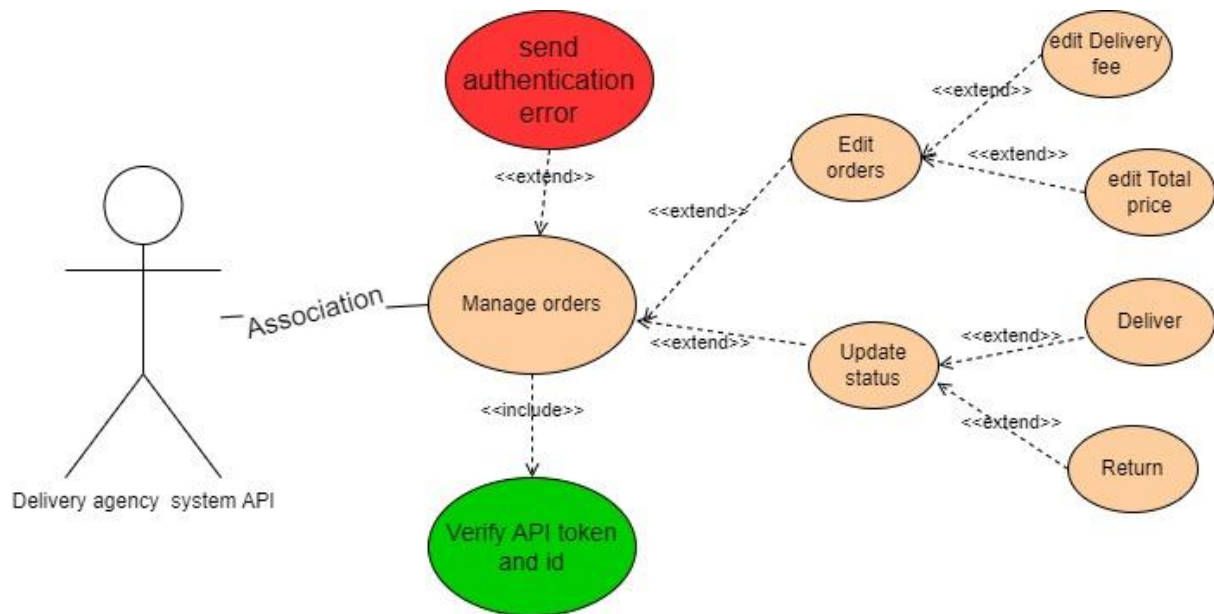 send
authentication
error
<<extend>>
edit Delivery
fee
<<extend>>
Edit
orders
<<extend>>
edit Total
price
<<extend>>
Association
Manage orders
<<extend>>
Update
status
<<extend>>
Deliver
<<extend>>
Return
<<include>>
Verify API token
and id
Delivery agency system API